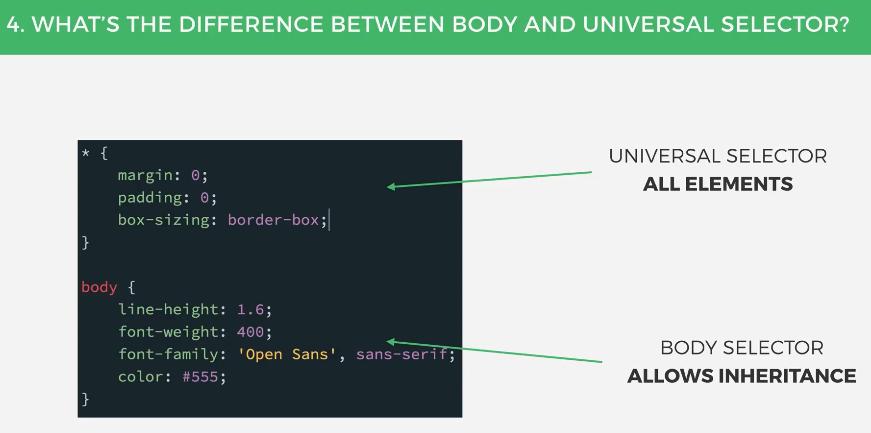 4. WHAT'S THE DIFFERENCE BETWEEN BODY AND UNIVERSAL SELECTOR?
* {
margin: 0;
padding: 0;
box-sizing: border-box;
}
UNIVERSAL SELECTOR
ALL ELEMENTS
body {
line-height: 1.6;
font-weight: 400;
font-family: 'Open Sans', sans-serif;
color: #555;
}
BODY SELECTOR
ALLOWS INHERITANCE